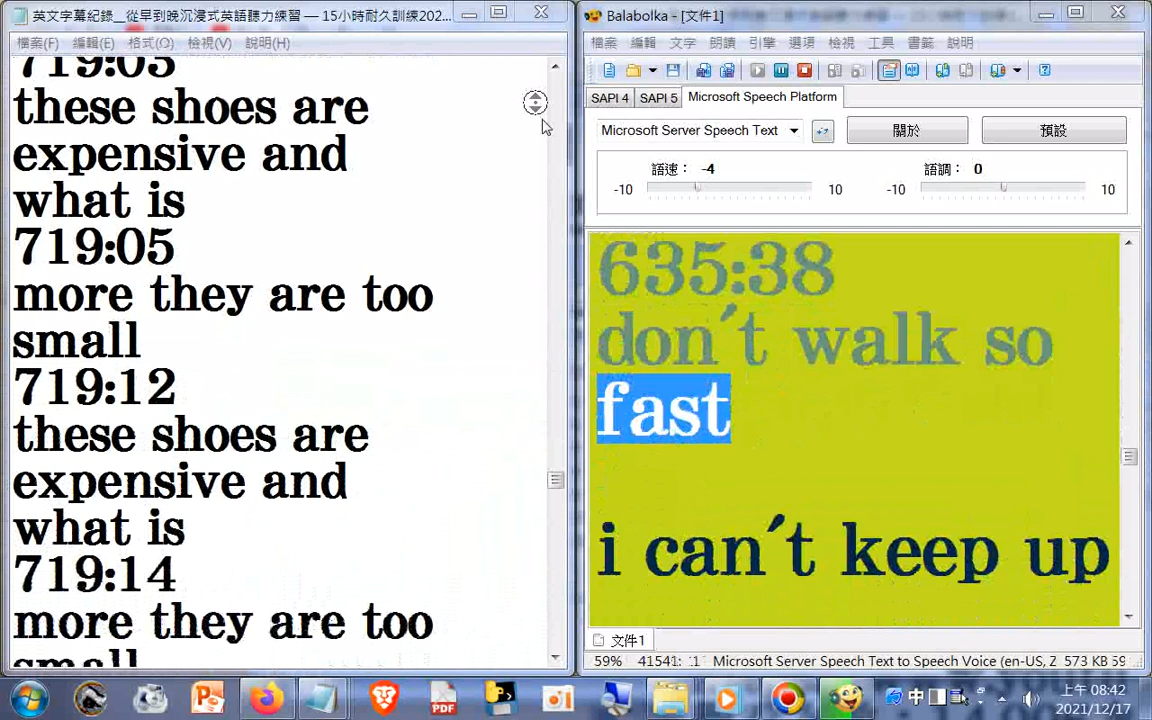 英文字幕紀錄__從早到晚沉浸式英語聽力練習 — 15小時耐久訓練202...
檔案(F) 編輯(E) 格式(O) 檢視(V) 說明(H)
719:03
these shoes are
expensive and
what is
719:05
more they are too
small
719:12
these shoes are
expensive and
what is
719:14
more they are too
small
Balabolka - [文件1]
檔案 編輯 文字 朗讀 引擎 選項 檢視 工具 書籤 說明
SAPI 4 SAPI 5 Microsoft Speech Platform
Microsoft Server Speech Text 關於 預設
語速： -4 語調： 0
-10 10 -10 10
635:38
don't walk so
fast
i can't keep up
文件1
59% 41541: Microsoft Server Speech Text to Speech Voice (en-US, Z 573 KB 59
PDF
中
上午 08:42
2021/12/17